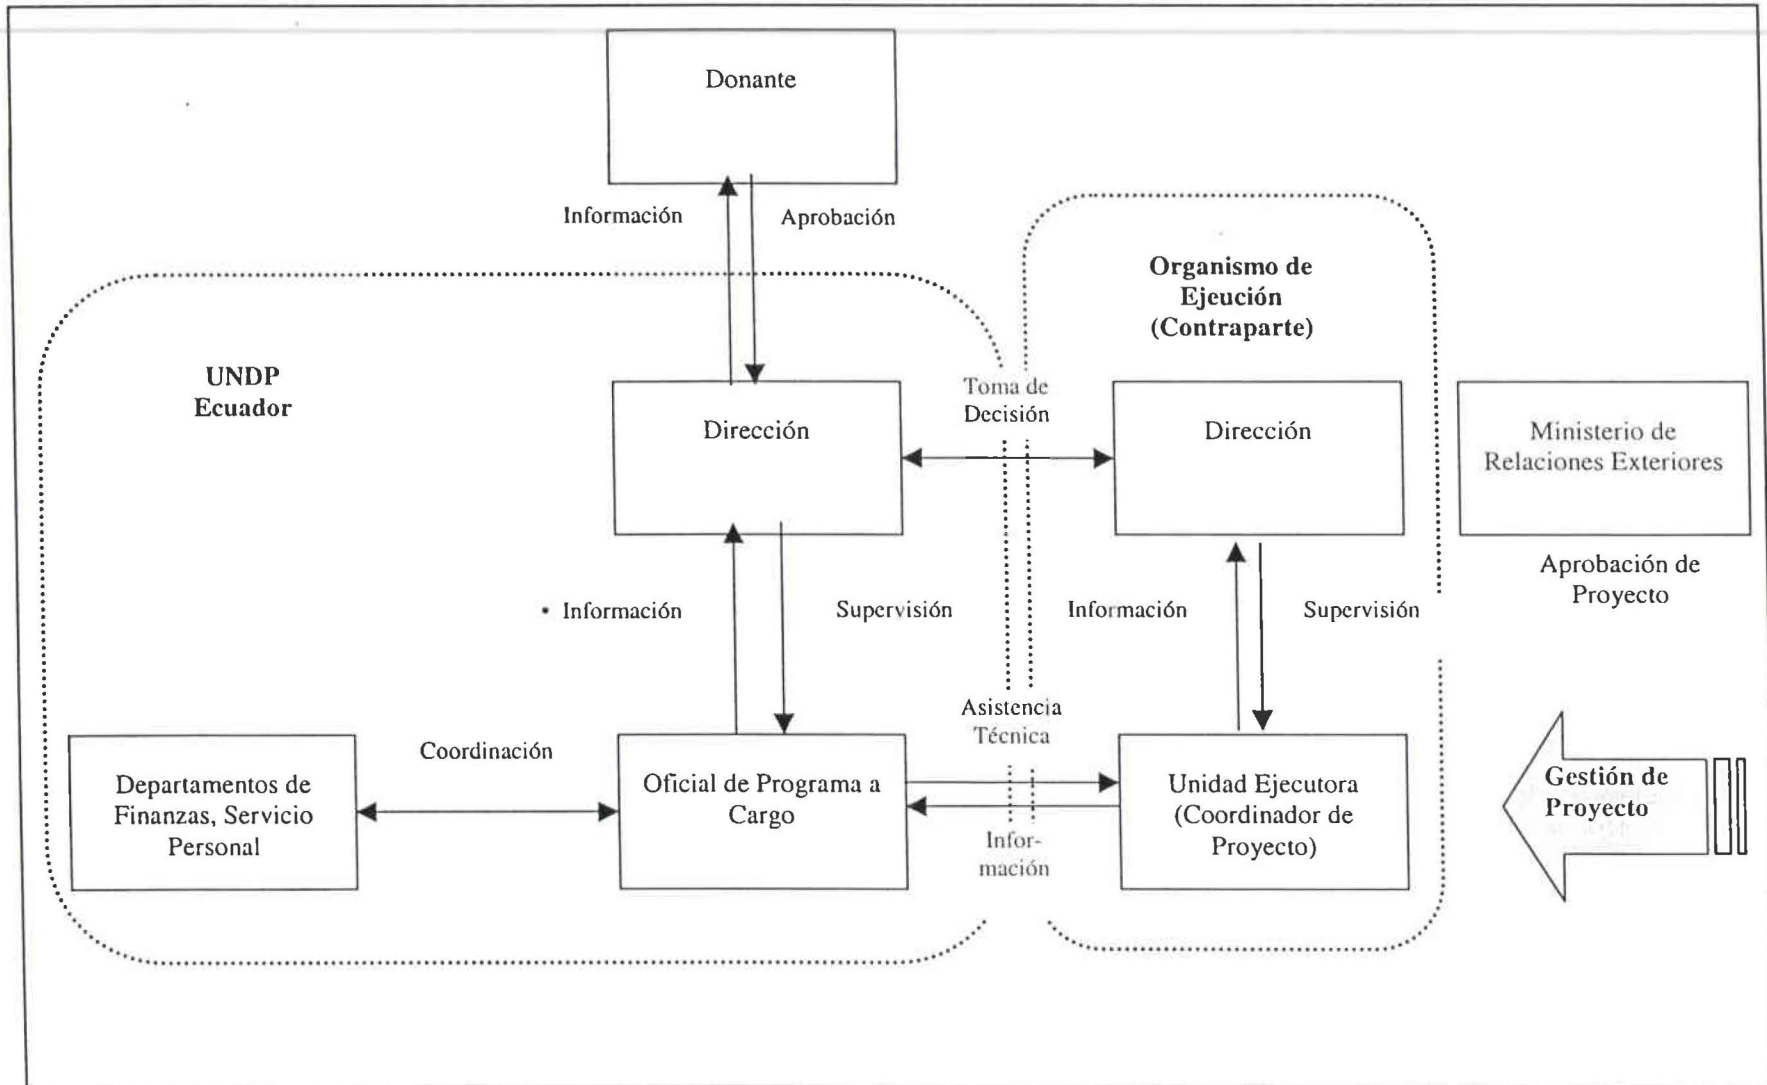 Donante
Información
Aprobación
Organismo de
Ejeución
(Contraparte)
UNDP
Ecuador
Toma de
Decisión
Dirección
Dirección
Ministerio de
Relaciones Exteriores
Aprobación de
Proyecto
• Información
Supervisión
Información
Supervisión
Asistencia
Técnica
Coordinación
Departamentos de
Finanzas, Servicio
Personal
Oficial de Programa a
Cargo
Unidad Ejecutora
(Coordinador de
Proyecto)
Gestión de
Proyecto
Infor-
mación